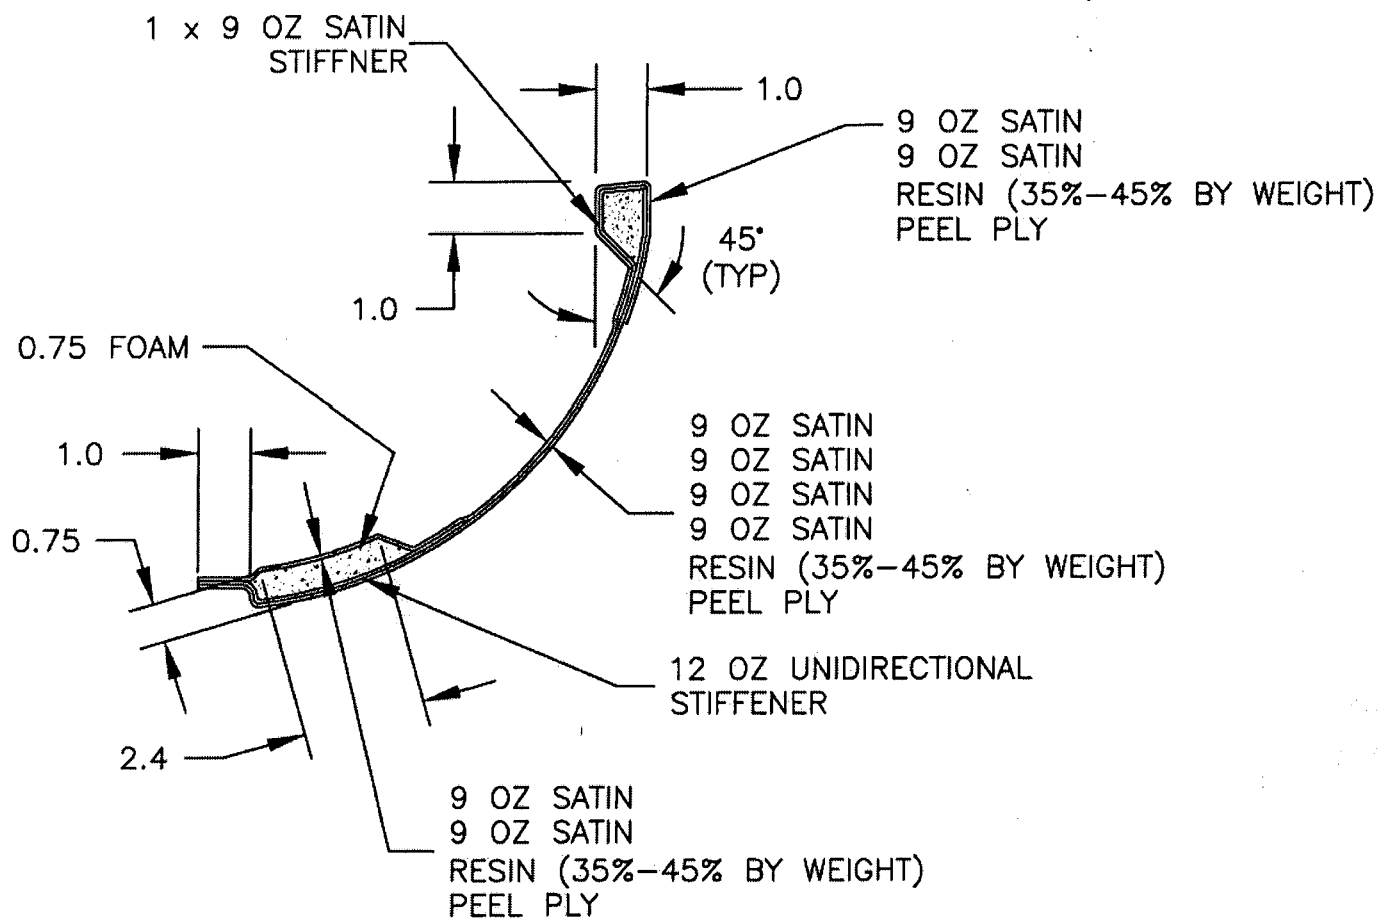 1 x 9 OZ SATIN
STIFFNER
1.0
9 OZ SATIN
9 OZ SATIN
RESIN (35%-45% BY WEIGHT)
PEEL PLY
45°
(TYP)
1.0
0.75 FOAM
1.0
9 OZ SATIN
9 OZ SATIN
9 OZ SATIN
9 OZ SATIN
RESIN (35%-45% BY WEIGHT)
PEEL PLY
0.75
12 OZ UNIDIRECTIONAL
STIFFENER
2.4
9 OZ SATIN
9 OZ SATIN
RESIN (35%-45% BY WEIGHT)
PEEL PLY